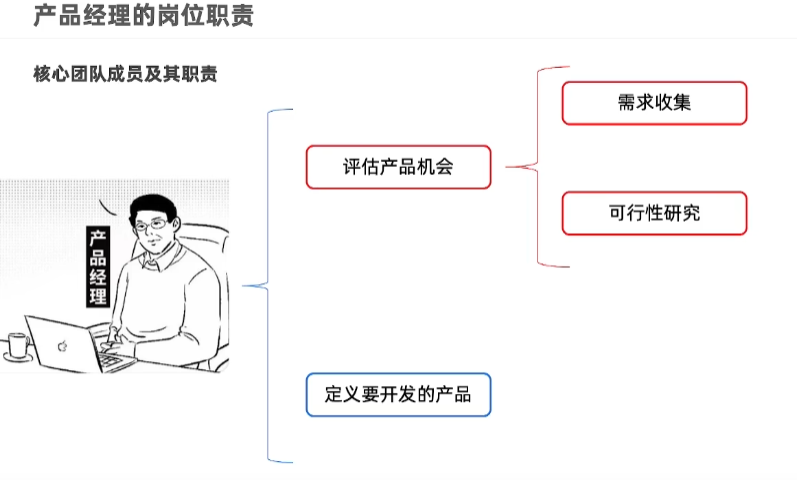 产品经理的岗位职责
核心团队成员及其职责
产品经理
评估产品机会
需求收集
可行性研究
定义要开发的产品